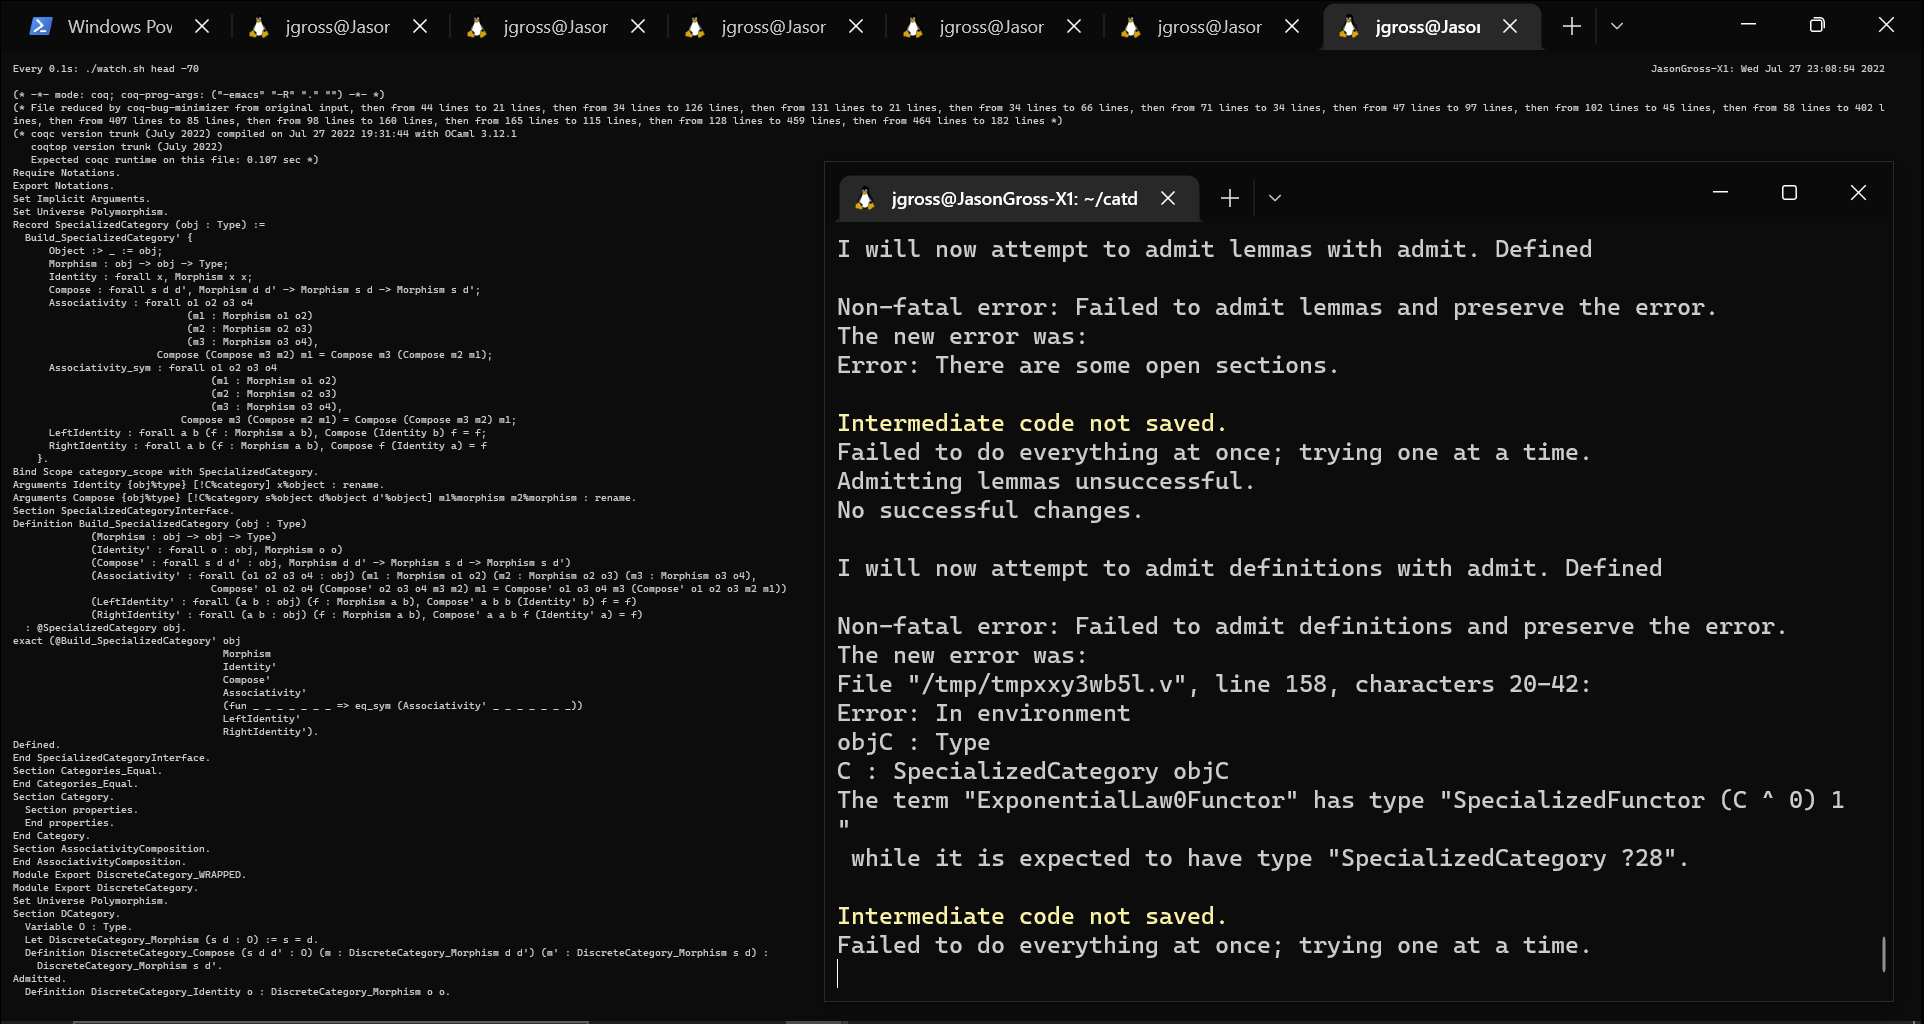 Windows Pow
jgross@Jasor
jgross@Jasor
jgross@Jasor
jgross@Jasor
jgross@Jasor
jgross@Jasor
Every 0.1s: ./watch.sh head -70
JasonGross-X1: Wed Jul 27 23:08:54 2022
(* -*- mode: coq; coq-prog-args: ("-emacs" "-R" "." "") -*- *)
(* File reduced by coq-bug-minimizer from original input, then from 44 lines to 21 lines, then from 34 lines to 126 lines, then from 131 lines to 21 lines, then from 34 lines to 66 lines, then from 71 lines to 34 lines, then from 47 lines to 97 lines, then from 102 lines to 45 lines, then from 58 lines to 402 l
ines, then from 407 lines to 85 lines, then from 98 lines to 160 lines, then from 165 lines to 115 lines, then from 128 lines to 459 lines, then from 464 lines to 182 lines *)
(* coqc version trunk (July 2022) compiled on Jul 27 2022 19:31:44 with OCaml 3.12.1
   coqtop version trunk (July 2022)
   Expected coqc runtime on this file: 0.107 sec *)
Require Notations.
Export Notations.
Set Implicit Arguments.
Set Universe Polymorphism.
Record SpecializedCategory (obj : Type) :=
  Build_SpecializedCategory' {
      Object :> _ := obj;
      Morphism : obj -> obj -> Type;
      Identity : forall x, Morphism x x;
      Compose : forall s d d', Morphism d d' -> Morphism s d -> Morphism s d';
      Associativity : forall o1 o2 o3 o4
                             (m1 : Morphism o1 o2)
                             (m2 : Morphism o2 o3)
                             (m3 : Morphism o3 o4),
                        Compose (Compose m3 m2) m1 = Compose m3 (Compose m2 m1);
      Associativity_sym : forall o1 o2 o3 o4
                                 (m1 : Morphism o1 o2)
                                 (m2 : Morphism o2 o3)
                                 (m3 : Morphism o3 o4),
                            Compose m3 (Compose m2 m1) = Compose (Compose m3 m2) m1;
      LeftIdentity : forall a b (f : Morphism a b), Compose (Identity b) f = f;
      RightIdentity : forall a b (f : Morphism a b), Compose f (Identity a) = f
    }.
Bind Scope category_scope with SpecializedCategory.
Arguments Identity {obj%type} [!C%category] x%object : rename.
Arguments Compose {obj%type} [!C%category s%object d%object d'%object] m1%morphism m2%morphism : rename.
Section SpecializedCategoryInterface.
Definition Build_SpecializedCategory (obj : Type)
             (Morphism : obj -> obj -> Type)
             (Identity' : forall o : obj, Morphism o o)
             (Compose' : forall s d d' : obj, Morphism d d' -> Morphism s d -> Morphism s d')
             (Associativity' : forall (o1 o2 o3 o4 : obj) (m1 : Morphism o1 o2) (m2 : Morphism o2 o3) (m3 : Morphism o3 o4),
                                 Compose' o1 o2 o4 (Compose' o2 o3 o4 m3 m2) m1 = Compose' o1 o3 o4 m3 (Compose' o1 o2 o3 m2 m1))
             (LeftIdentity' : forall (a b : obj) (f : Morphism a b), Compose' a b b (Identity' b) f = f)
             (RightIdentity' : forall (a b : obj) (f : Morphism a b), Compose' a a b f (Identity' a) = f)
  : @SpecializedCategory obj.
exact (@Build_SpecializedCategory' obj
                                   Morphism
                                   Identity'
                                   Compose'
                                   Associativity'
                                   (fun _ _ _ _ _ _ _ => eq_sym (Associativity' _ _ _ _ _ _ _))
                                   LeftIdentity'
                                   RightIdentity').
Defined.
End SpecializedCategoryInterface.
Section Categories_Equal.
End Categories_Equal.
Section Category.
  Section properties.
  End properties.
End Category.
Section AssociativityComposition.
End AssociativityComposition.
Module Export DiscreteCategory_WRAPPED.
Module Export DiscreteCategory.
Set Universe Polymorphism.
Section DCategory.
  Variable O : Type.
  Let DiscreteCategory_Morphism (s d : O) := s = d.
  Definition DiscreteCategory_Compose (s d d' : O) (m : DiscreteCategory_Morphism d d') (m' : DiscreteCategory_Morphism s d) :
    DiscreteCategory_Morphism s d'.
Admitted.
  Definition DiscreteCategory_Identity o : DiscreteCategory_Morphism o o.
jgross@JasonGross-X1: ~/catd
I will now attempt to admit lemmas with admit. Defined
Non-fatal error: Failed to admit lemmas and preserve the error.
The new error was:
Error: There are some open sections.
Intermediate code not saved.
Failed to do everything at once; trying one at a time.
Admitting lemmas unsuccessful.
No successful changes.
I will now attempt to admit definitions with admit. Defined
Non-fatal error: Failed to admit definitions and preserve the error.
The new error was:
File "/tmp/tmpxxy3wb5l.v", line 158, characters 20-42:
Error: In environment
objC : Type
C : SpecializedCategory objC
The term "ExponentialLaw0Functor" has type "SpecializedFunctor (C ^ 0) 1
"
 while it is expected to have type "SpecializedCategory ?28".
Intermediate code not saved.
Failed to do everything at once; trying one at a time.